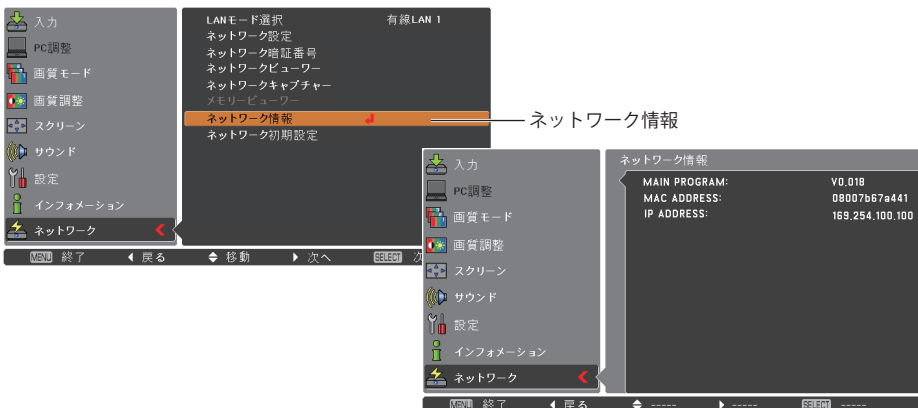 入力
PC調整
画質モード
画質調整
スクリーン
サウンド
設定
インフォメーション
ネットワーク
LANモード選択 有線LAN 1
ネットワーク設定
ネットワーク暗証番号
ネットワークビューワー
ネットワークキャプチャー
メモリービューワー
ネットワーク情報
ネットワーク初期設定
MENU 終了 戻る 移動 次へ SELECT 次
ネットワーク情報
入力
PC調整
画質モード
画質調整
スクリーン
サウンド
設定
インフォメーション
ネットワーク
ネットワーク情報
MAIN PROGRAM: V0.018
MAC ADDRESS: 08007b67a441
IP ADDRESS: 169.254.100.100
MENU 終了 戻る ----- ----- SELECT -----